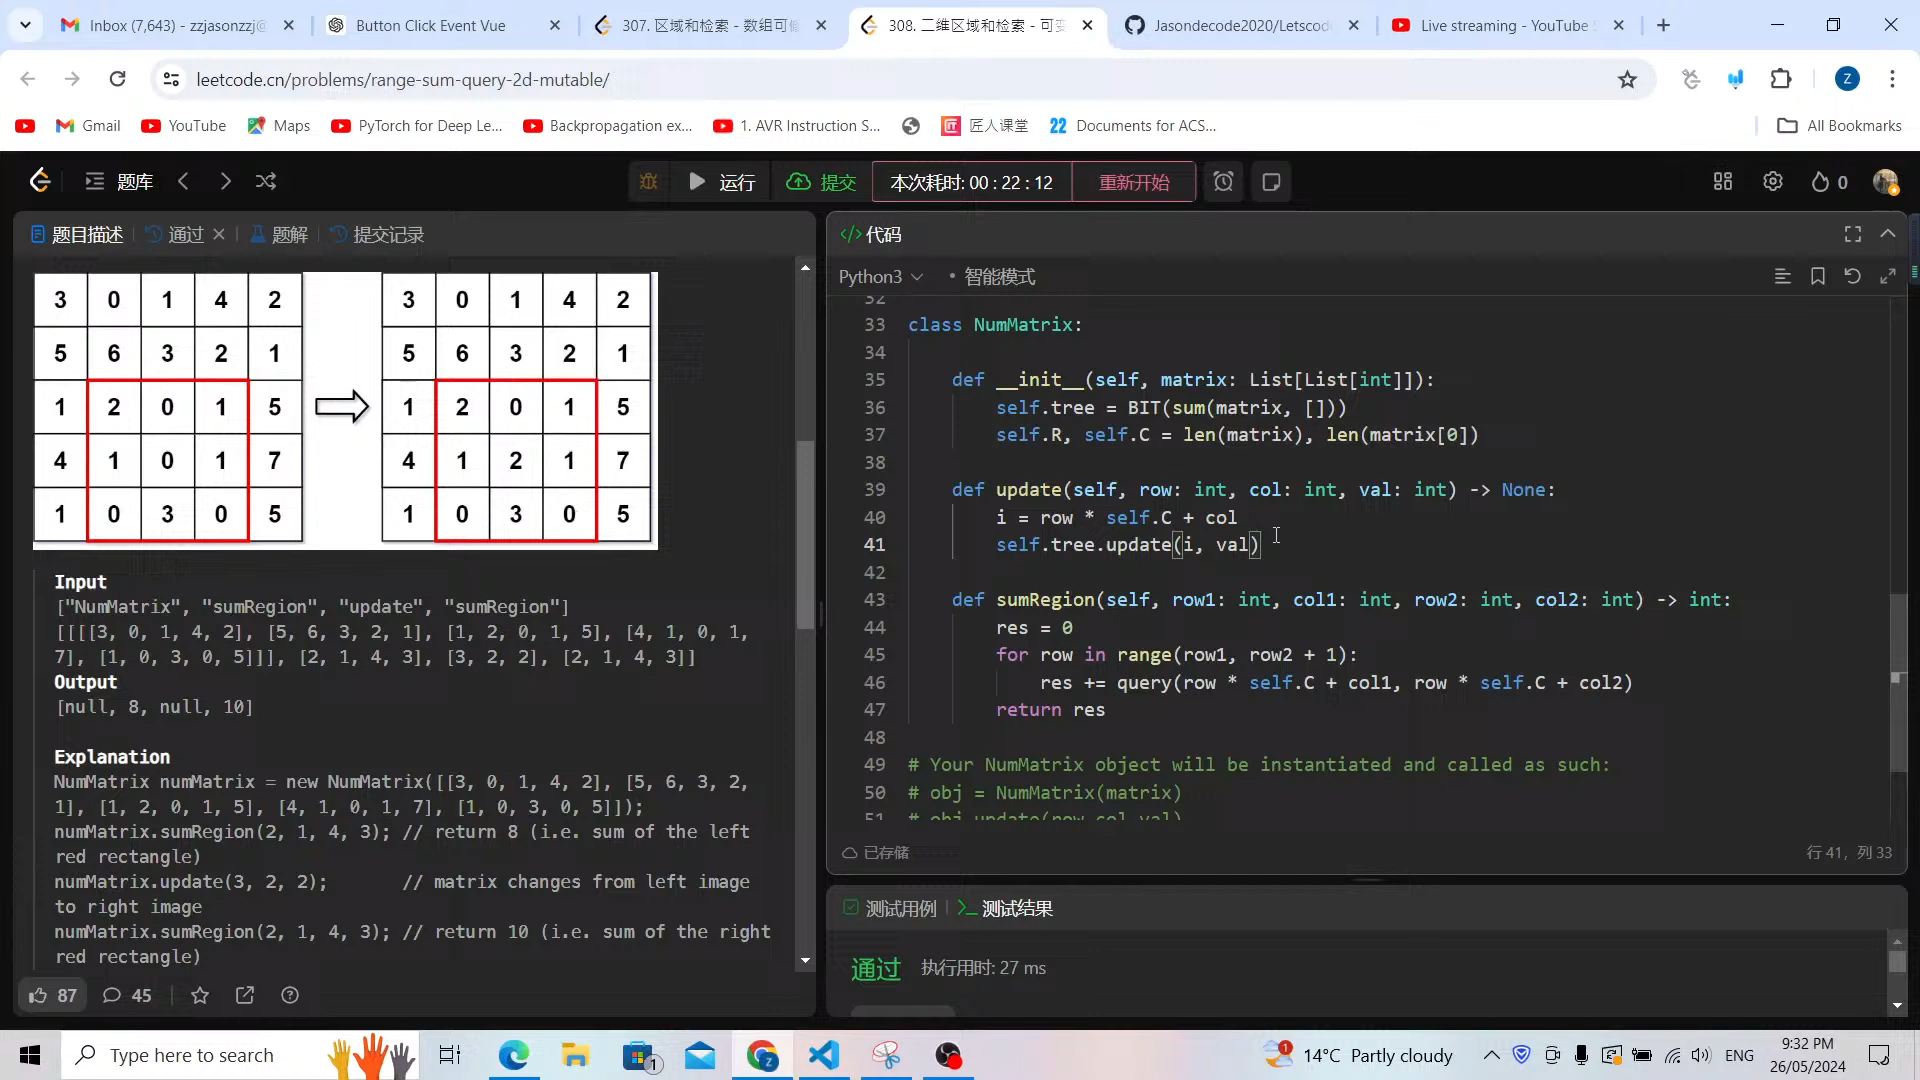 Inbox (7,643) - zzjasonzzj@
Button Click Event Vue
307. 区域和检索 - 数组可
308. 二维区域和检索 - 可
Jasondecode2020/Letscod
Live streaming - YouTube S
leetcode.cn/problems/range-sum-query-2d-mutable/
Z
Gmail
YouTube
Maps
PyTorch for Deep Le...
Backpropagation ex...
1. AVR Instruction S...
匠人课堂
22 Documents for ACS...
All Bookmarks
题库
运行
提交
本次耗时: 00 : 22 : 12
重新开始
0
题目描述
通过
题解
提交记录
3 0 1 4 2 3 0 1 4 2
5 6 3 2 1 5 6 3 2 1
1 2 0 1 5 1 2 0 1 5
4 1 0 1 7 4 1 2 1 7
1 0 3 0 5 1 0 3 0 5
Input
["NumMatrix", "sumRegion", "update", "sumRegion"]
[[[[3, 0, 1, 4, 2], [5, 6, 3, 2, 1], [1, 2, 0, 1, 5], [4, 1, 0, 1,
7], [1, 0, 3, 0, 5]]], [2, 1, 4, 3], [3, 2, 2], [2, 1, 4, 3]]
Output
[null, 8, null, 10]
Explanation
NumMatrix numMatrix = new NumMatrix([[3, 0, 1, 4, 2], [5, 6, 3, 2,
1], [1, 2, 0, 1, 5], [4, 1, 0, 1, 7], [1, 0, 3, 0, 5]]);
numMatrix.sumRegion(2, 1, 4, 3); // return 8 (i.e. sum of the left
red rectangle)
numMatrix.update(3, 2, 2); // matrix changes from left image
to right image
numMatrix.sumRegion(2, 1, 4, 3); // return 10 (i.e. sum of the right
red rectangle)
87
45
</> 代码
Python3
• 智能模式
32
33 class NumMatrix:
34
35 def __init__(self, matrix: List[List[int]]):
36 self.tree = BIT(sum(matrix, []))
37 self.R, self.C = len(matrix), len(matrix[0])
38
39 def update(self, row: int, col: int, val: int) -> None:
40 i = row * self.C + col
41 self.tree.update(i, val)
42
43 def sumRegion(self, row1: int, col1: int, row2: int, col2: int) -> int:
44 res = 0
45 for row in range(row1, row2 + 1):
46 res += query(row * self.C + col1, row * self.C + col2)
47 return res
48
49 # Your NumMatrix object will be instantiated and called as such:
50 # obj = NumMatrix(matrix)
51 # obj.update(row,col,val)
已存储
行 41, 列 33
测试用例
测试结果
通过
执行用时: 27 ms
Type here to search
1
1
14°C Partly cloudy
ENG
9:32 PM
26/05/2024